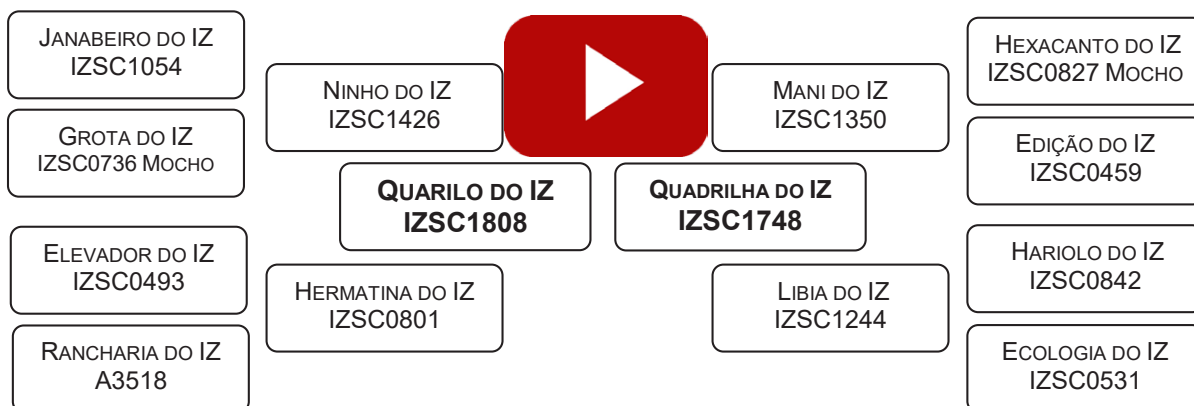 JANABEIRO DO IZ
IZSC1054
GROTA DO IZ
IZSC0736 MOCHO
NINHO DO IZ
IZSC1426
QUARILO DO IZ
IZSC1808
ELEVADOR DO IZ
IZSC0493
RANCHARIA DO IZ
A3518
HERMATINA DO IZ
IZSC0801
MANI DO IZ
IZSC1350
QUADRILHA DO IZ
IZSC1748
LIBIA DO IZ
IZSC1244
HEXACANTO DO IZ
IZSC0827 MOCHO
EDIÇÃO DO IZ
IZSC0459
HARIOLO DO IZ
IZSC0842
ECOLOGIA DO IZ
IZSC0531